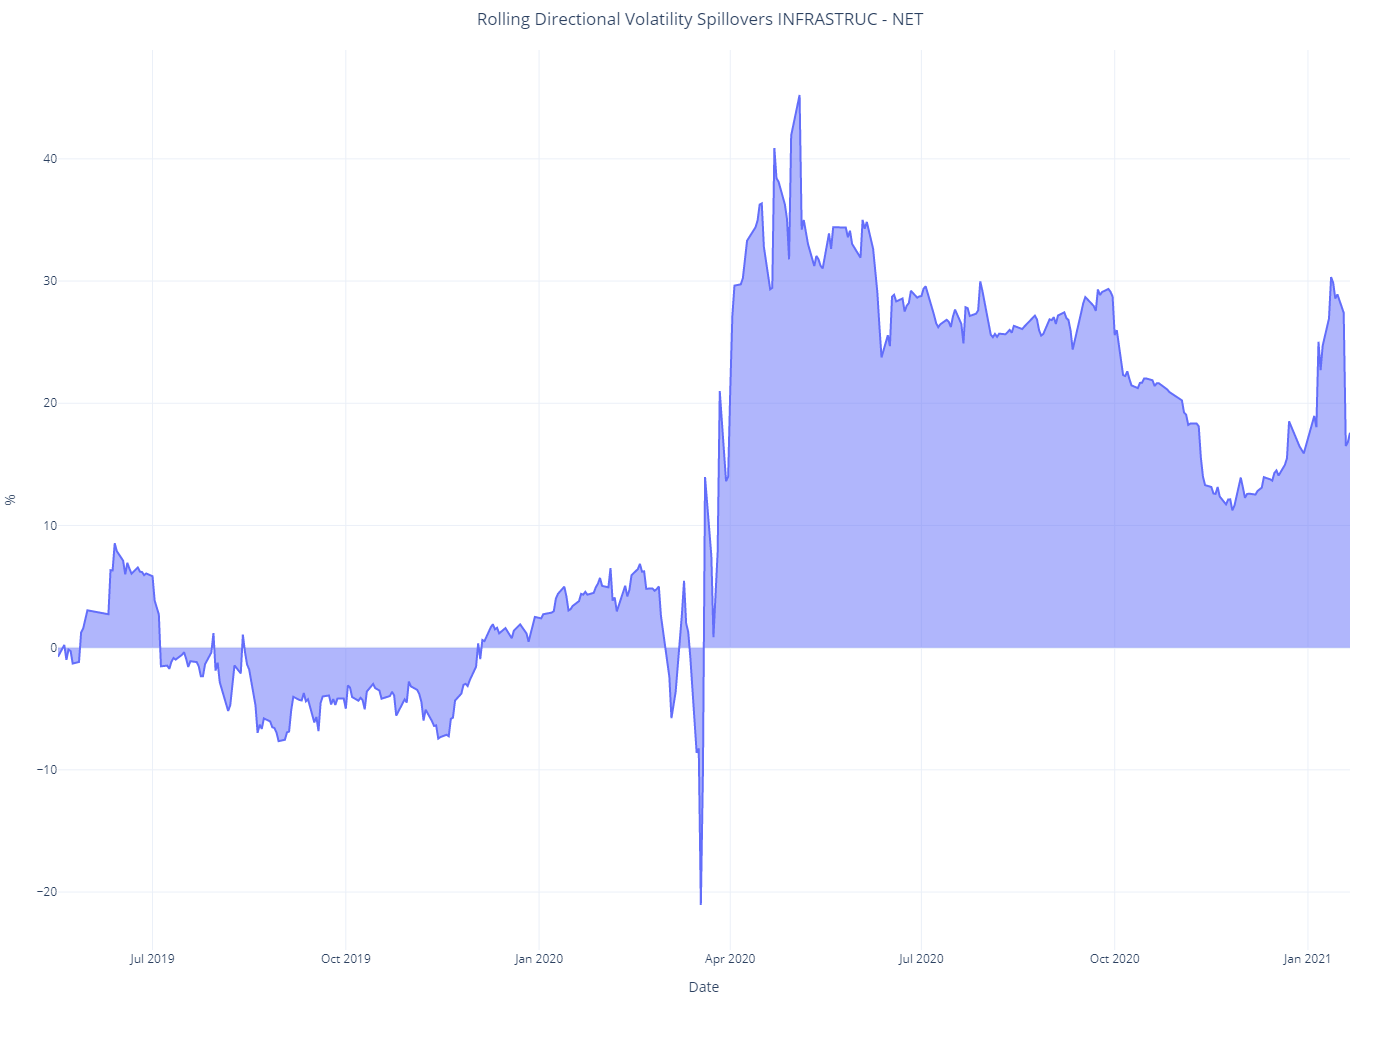 Rolling Directional Volatility Spillovers INFRASTRUC - NET
40
30
20
10
0
−10
−20
%
Jul 2019
Oct 2019
Jan 2020
Apr 2020
Jul 2020
Oct 2020
Jan 2021
Date